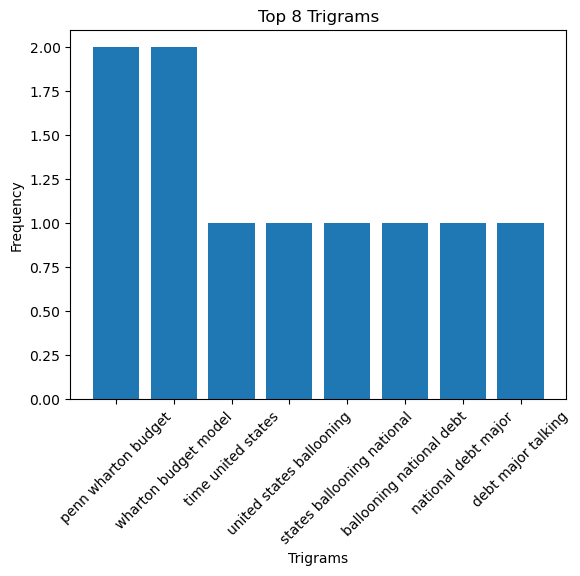 Top 8 Trigrams
Frequency
2.00
1.75
1.50
1.25
1.00
0.75
0.50
0.25
0.00
penn wharton budget
wharton budget model
time united states
united states ballooning
states ballooning national
ballooning national debt
national debt major
debt major talking
Trigrams